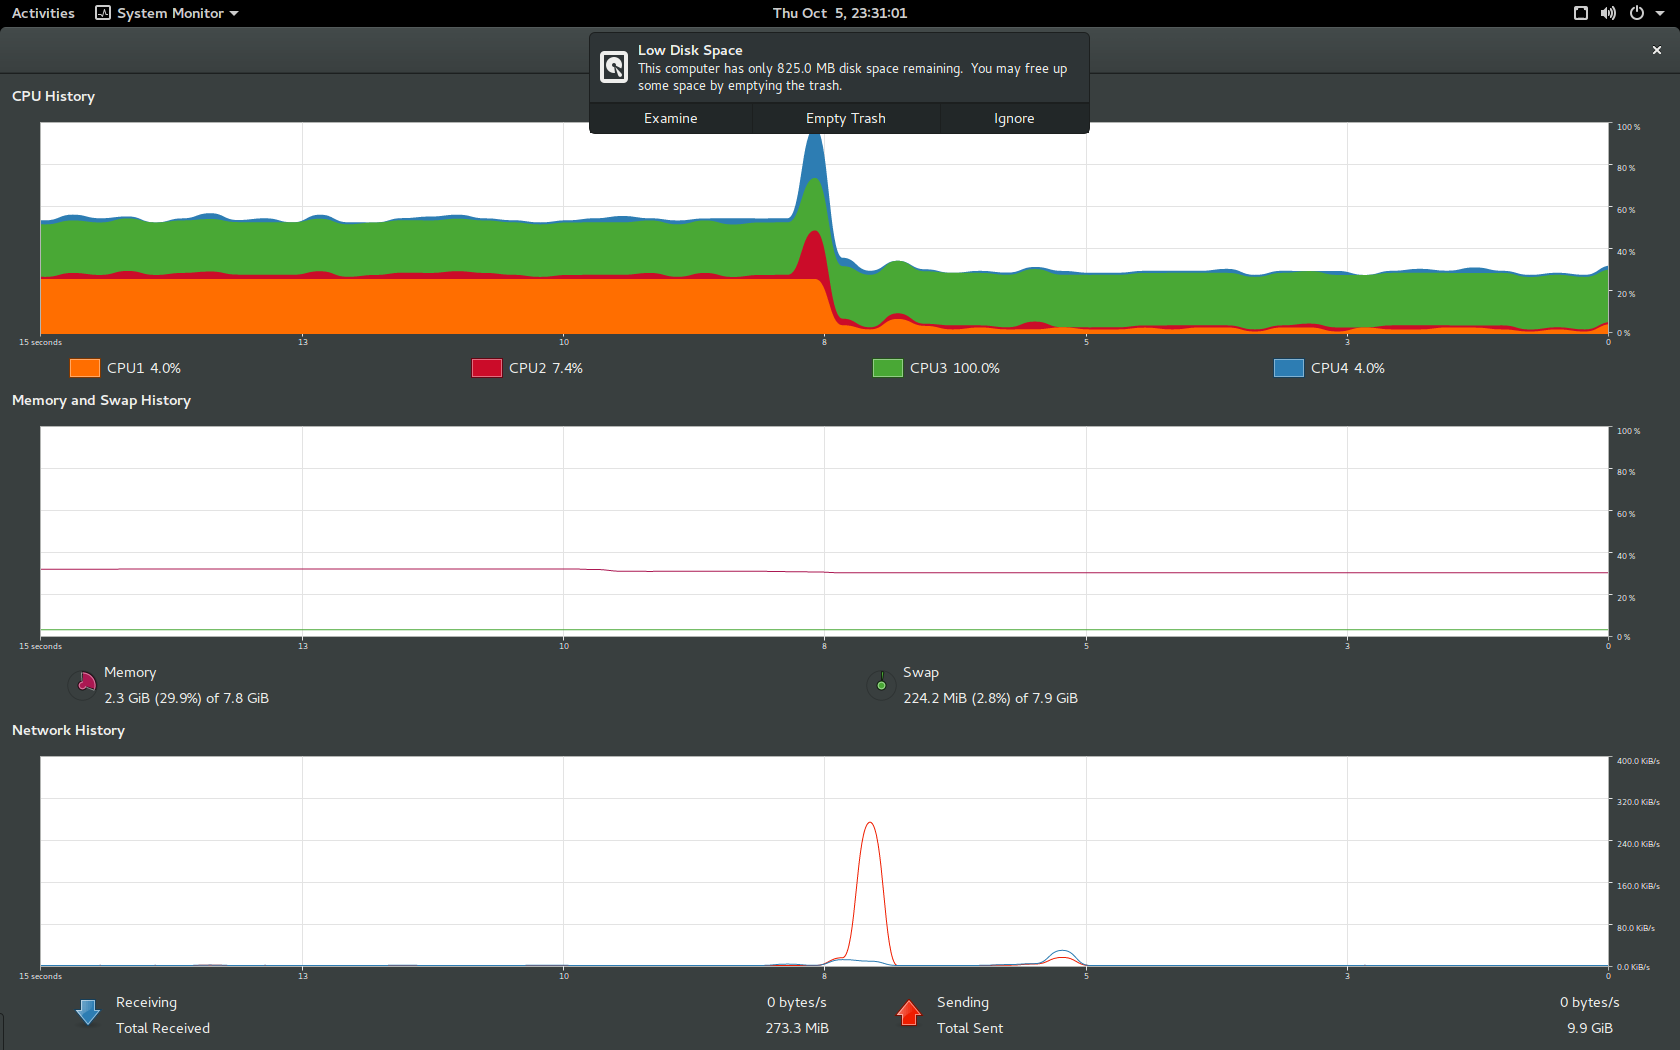 Activities System Monitor Thu Oct 5, 23:31:01
Low Disk Space
This computer has only 825.0 MB disk space remaining. You may free up
some space by emptying the trash.
Examine Empty Trash Ignore
CPU History
100 %
80 %
60 %
40 %
20 %
0 %
15 seconds 13 10 8 5 3 0
CPU1 4.0% CPU2 7.4% CPU3 100.0% CPU4 4.0%
Memory and Swap History
100 %
80 %
60 %
40 %
20 %
0 %
15 seconds 13 10 8 5 3 0
Memory Swap
2.3 GiB (29.9%) of 7.8 GiB 224.2 MiB (2.8%) of 7.9 GiB
Network History
400.0 KiB/s
320.0 KiB/s
240.0 KiB/s
160.0 KiB/s
80.0 KiB/s
0.0 KiB/s
15 seconds 13 10 8 5 3 0
Receiving 0 bytes/s Sending 0 bytes/s
Total Received 273.3 MiB Total Sent 9.9 GiB